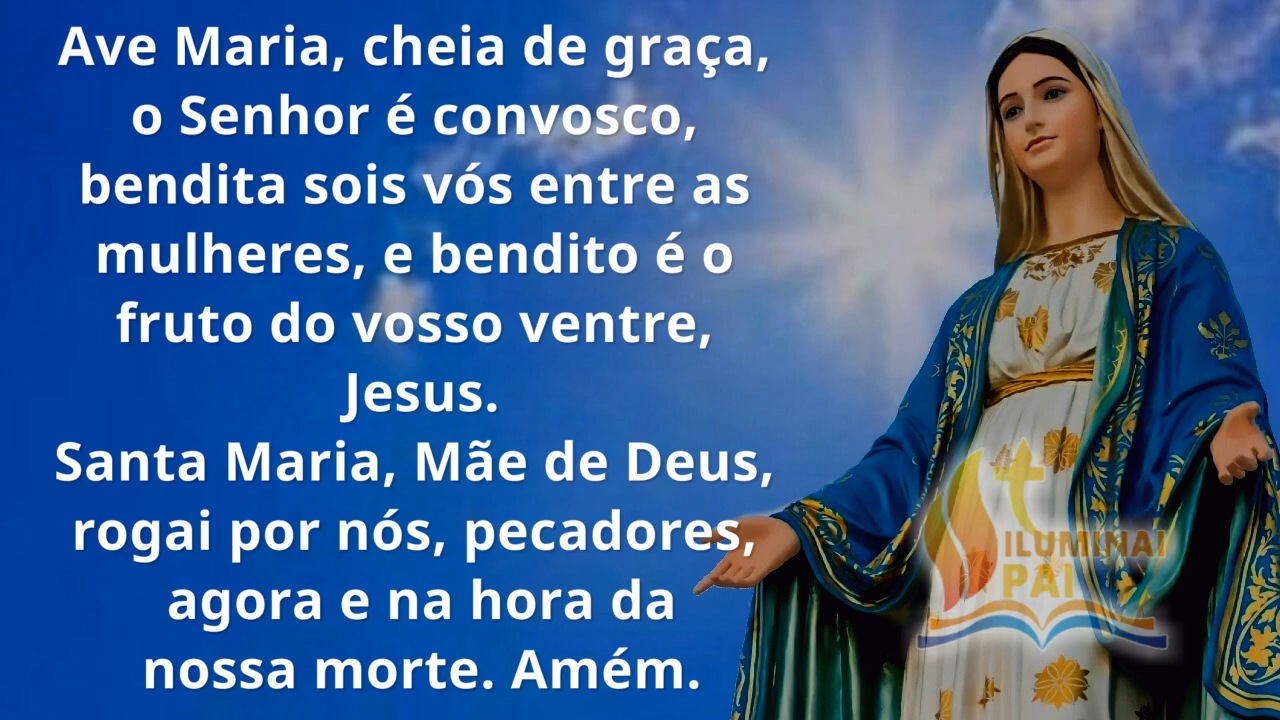 Ave Maria, cheia de graça,
o Senhor é convosco,
bendita sois vós entre as
mulheres, e bendito é o
fruto do vosso ventre,
Jesus.
Santa Maria, Mãe de Deus,
rogai por nós, pecadores,
agora e na hora da
nossa morte. Amém.
ILUMINAI
PAI